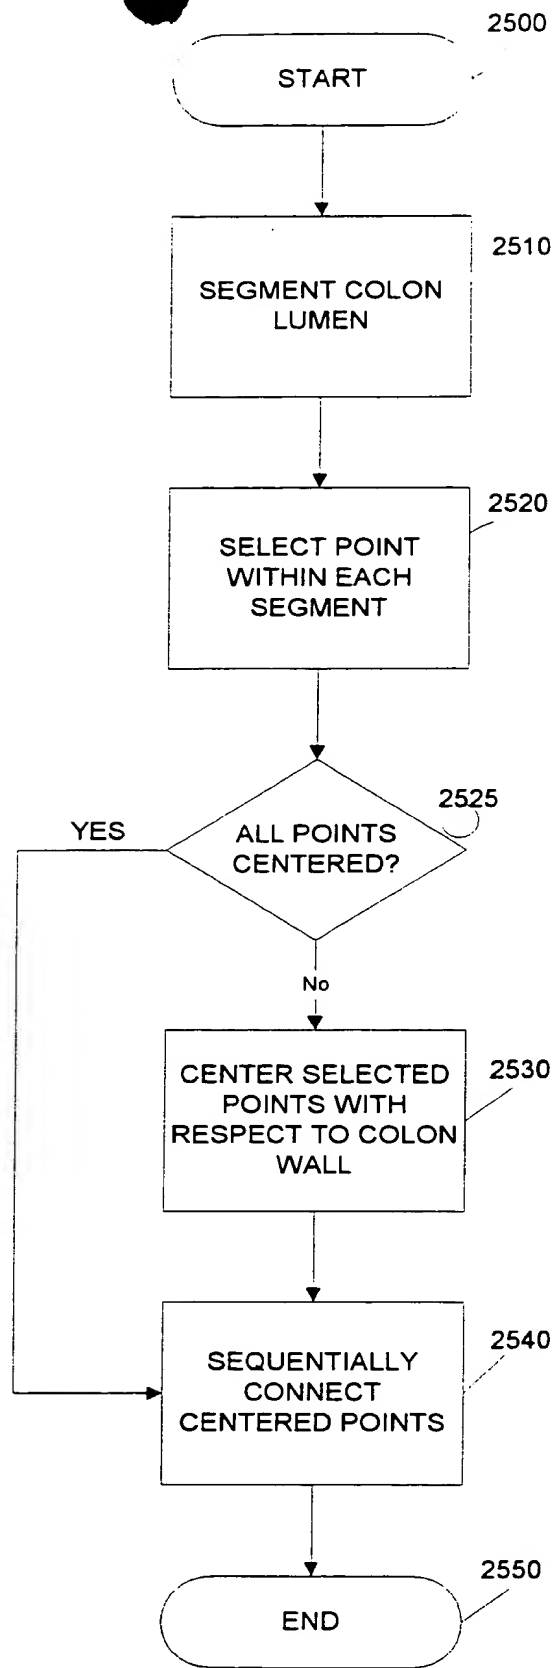 2500
START
2510
SEGMENT COLON
LUMEN
2520
SELECT POINT
WITHIN EACH
SEGMENT
2525
YES
ALL POINTS
CENTERED?
No
2530
CENTER SELECTED
POINTS WITH
RESPECT TO COLON
WALL
2540
SEQUENTIALLY
CONNECT
CENTERED POINTS
2550
END